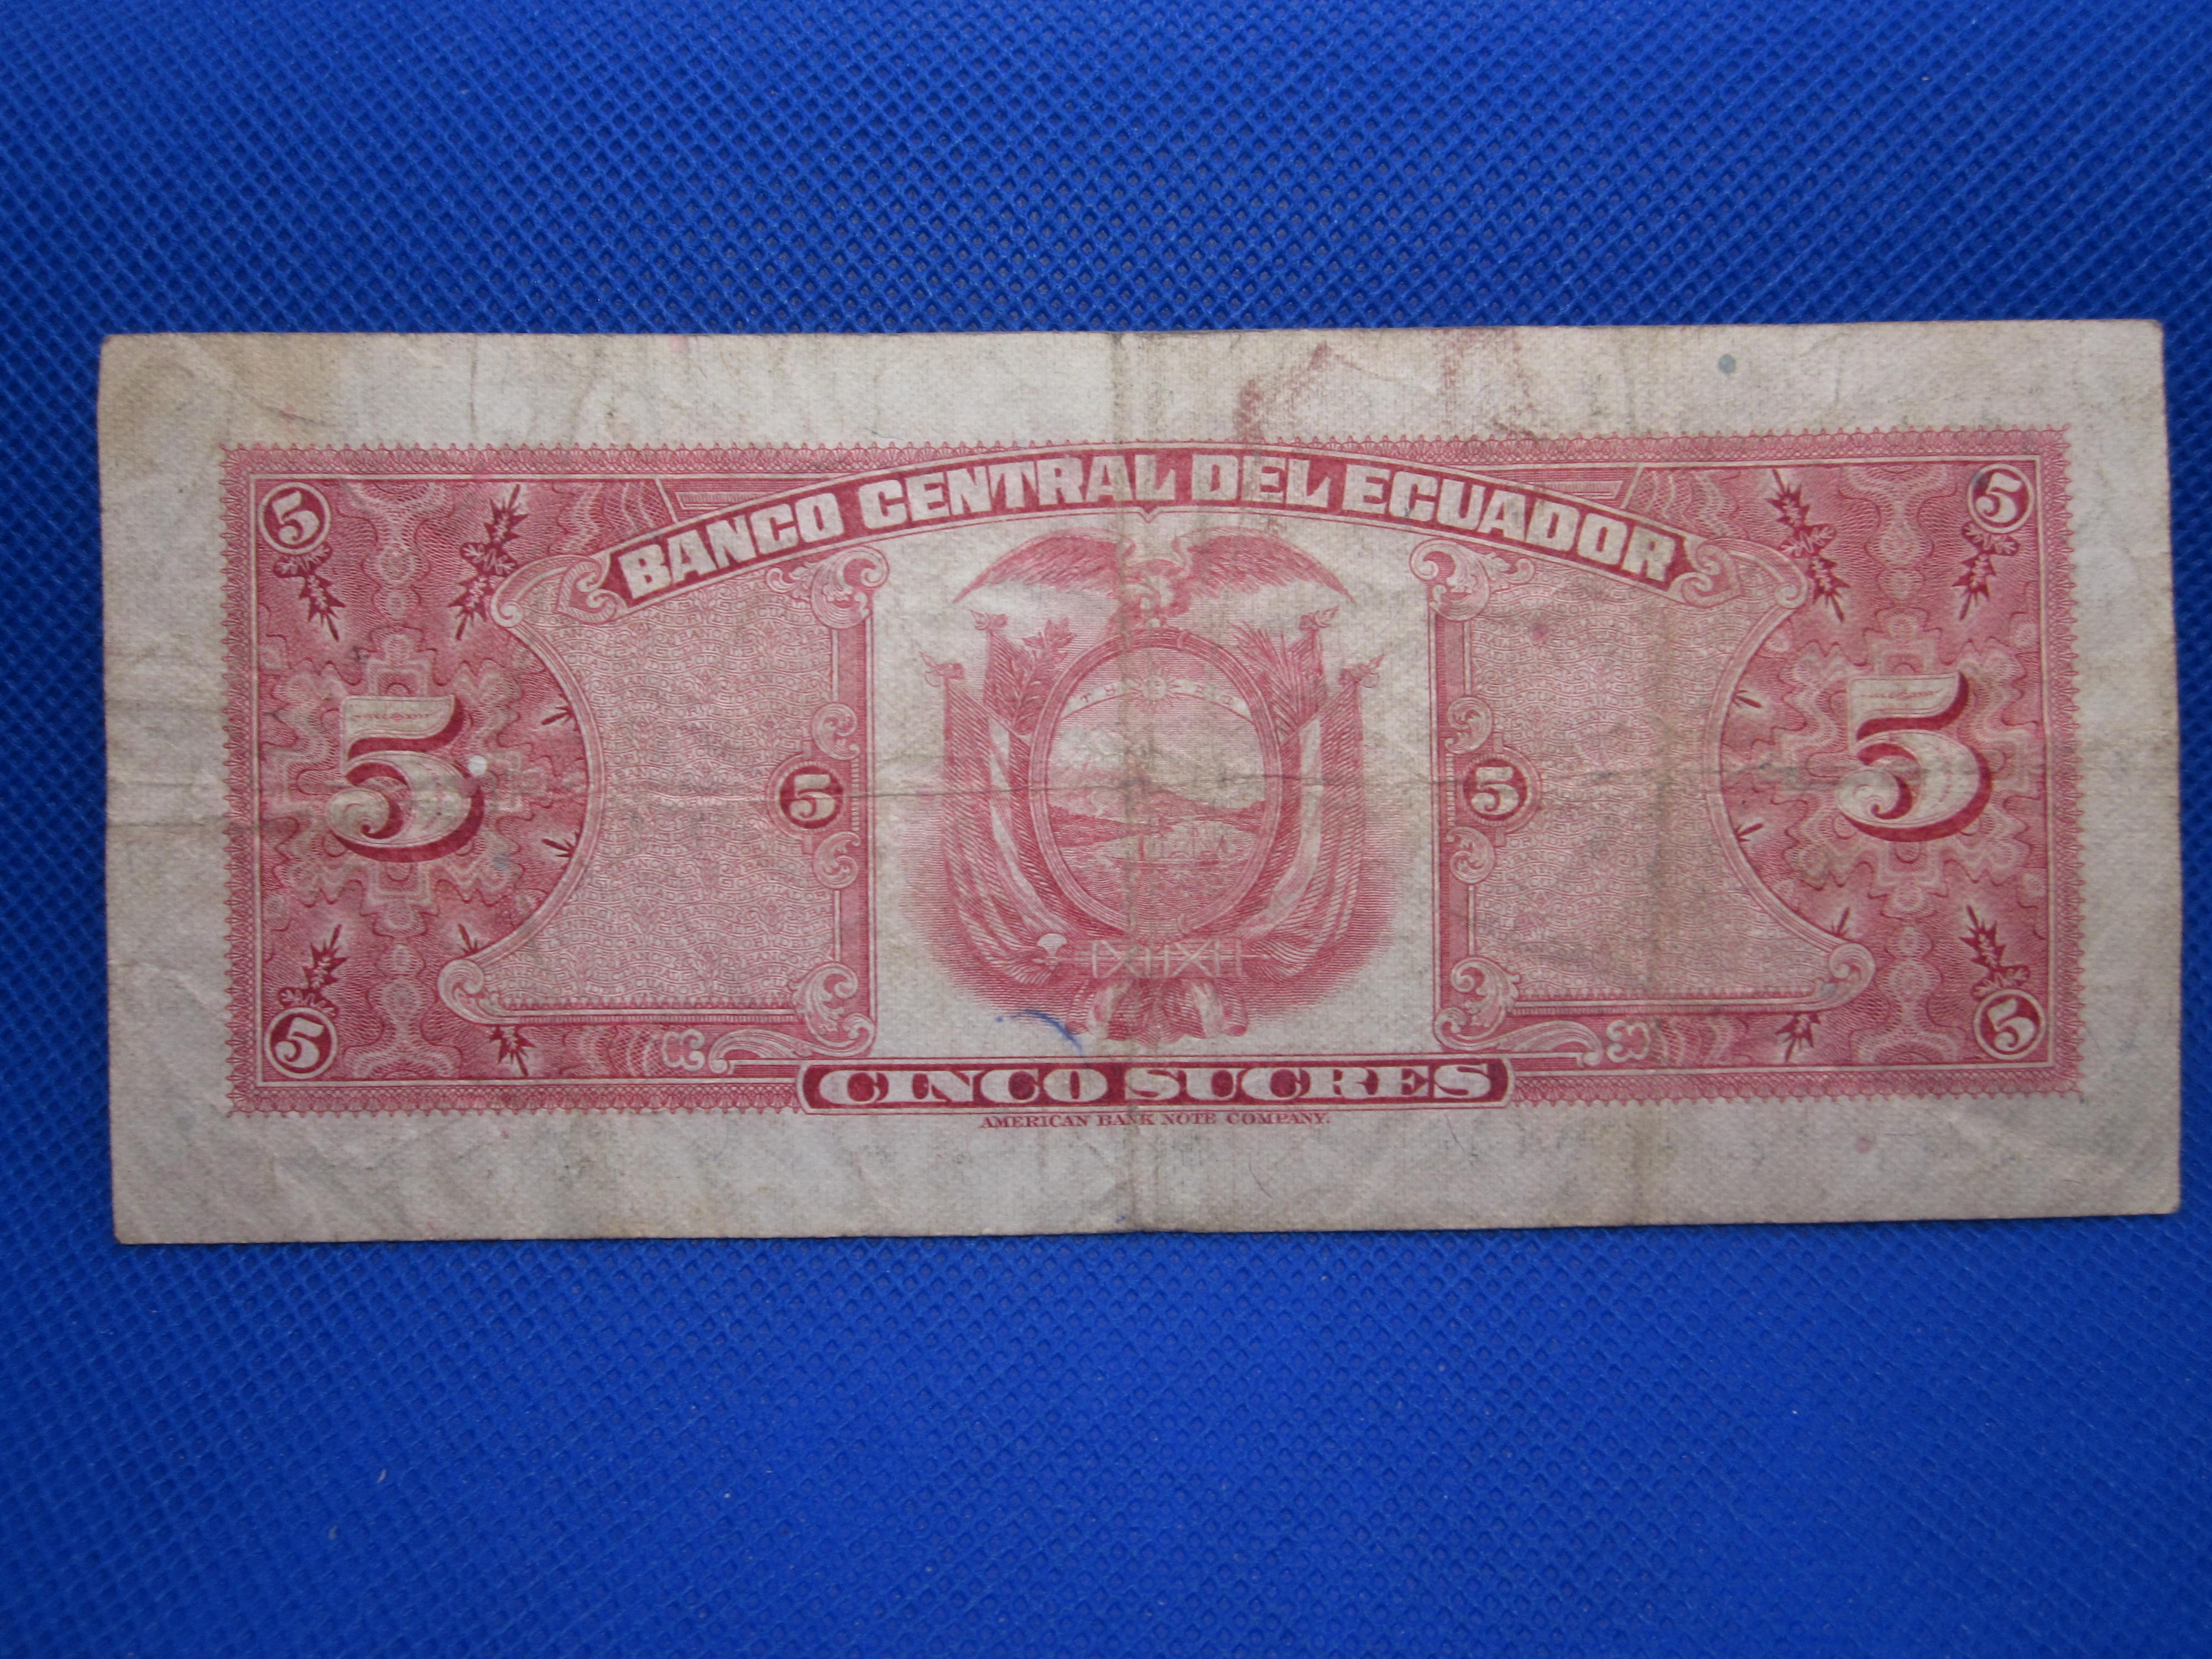 BANCO CENTRAL DEL ECUADOR
5 5
5 5
5 5
5 5
CINCO SUCRES
AMERICAN BANK NOTE COMPANY.